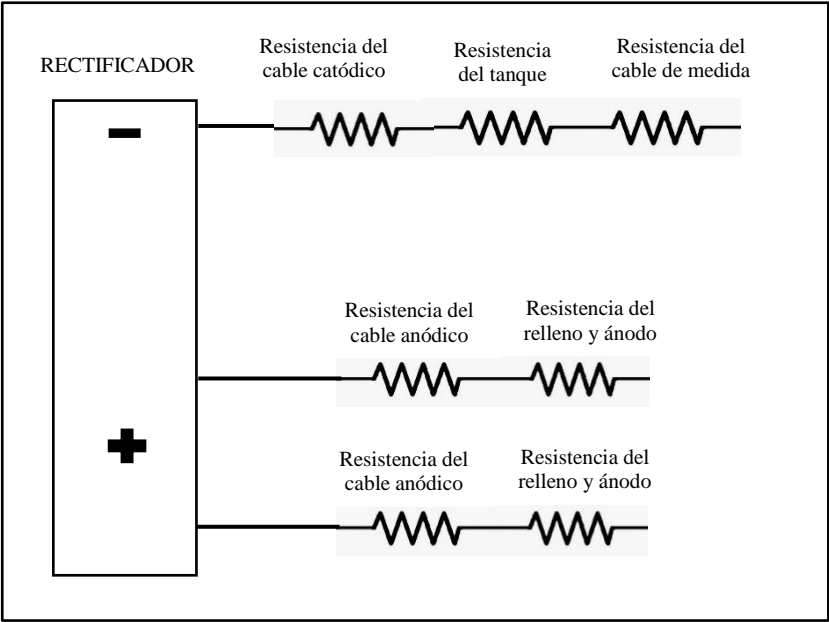 RECTIFICADOR
Resistencia del
cable catódico
Resistencia
del tanque
Resistencia del
cable de medida
-
Resistencia del
cable anódico
Resistencia del
relleno y ánodo
+
Resistencia del
cable anódico
Resistencia del
relleno y ánodo